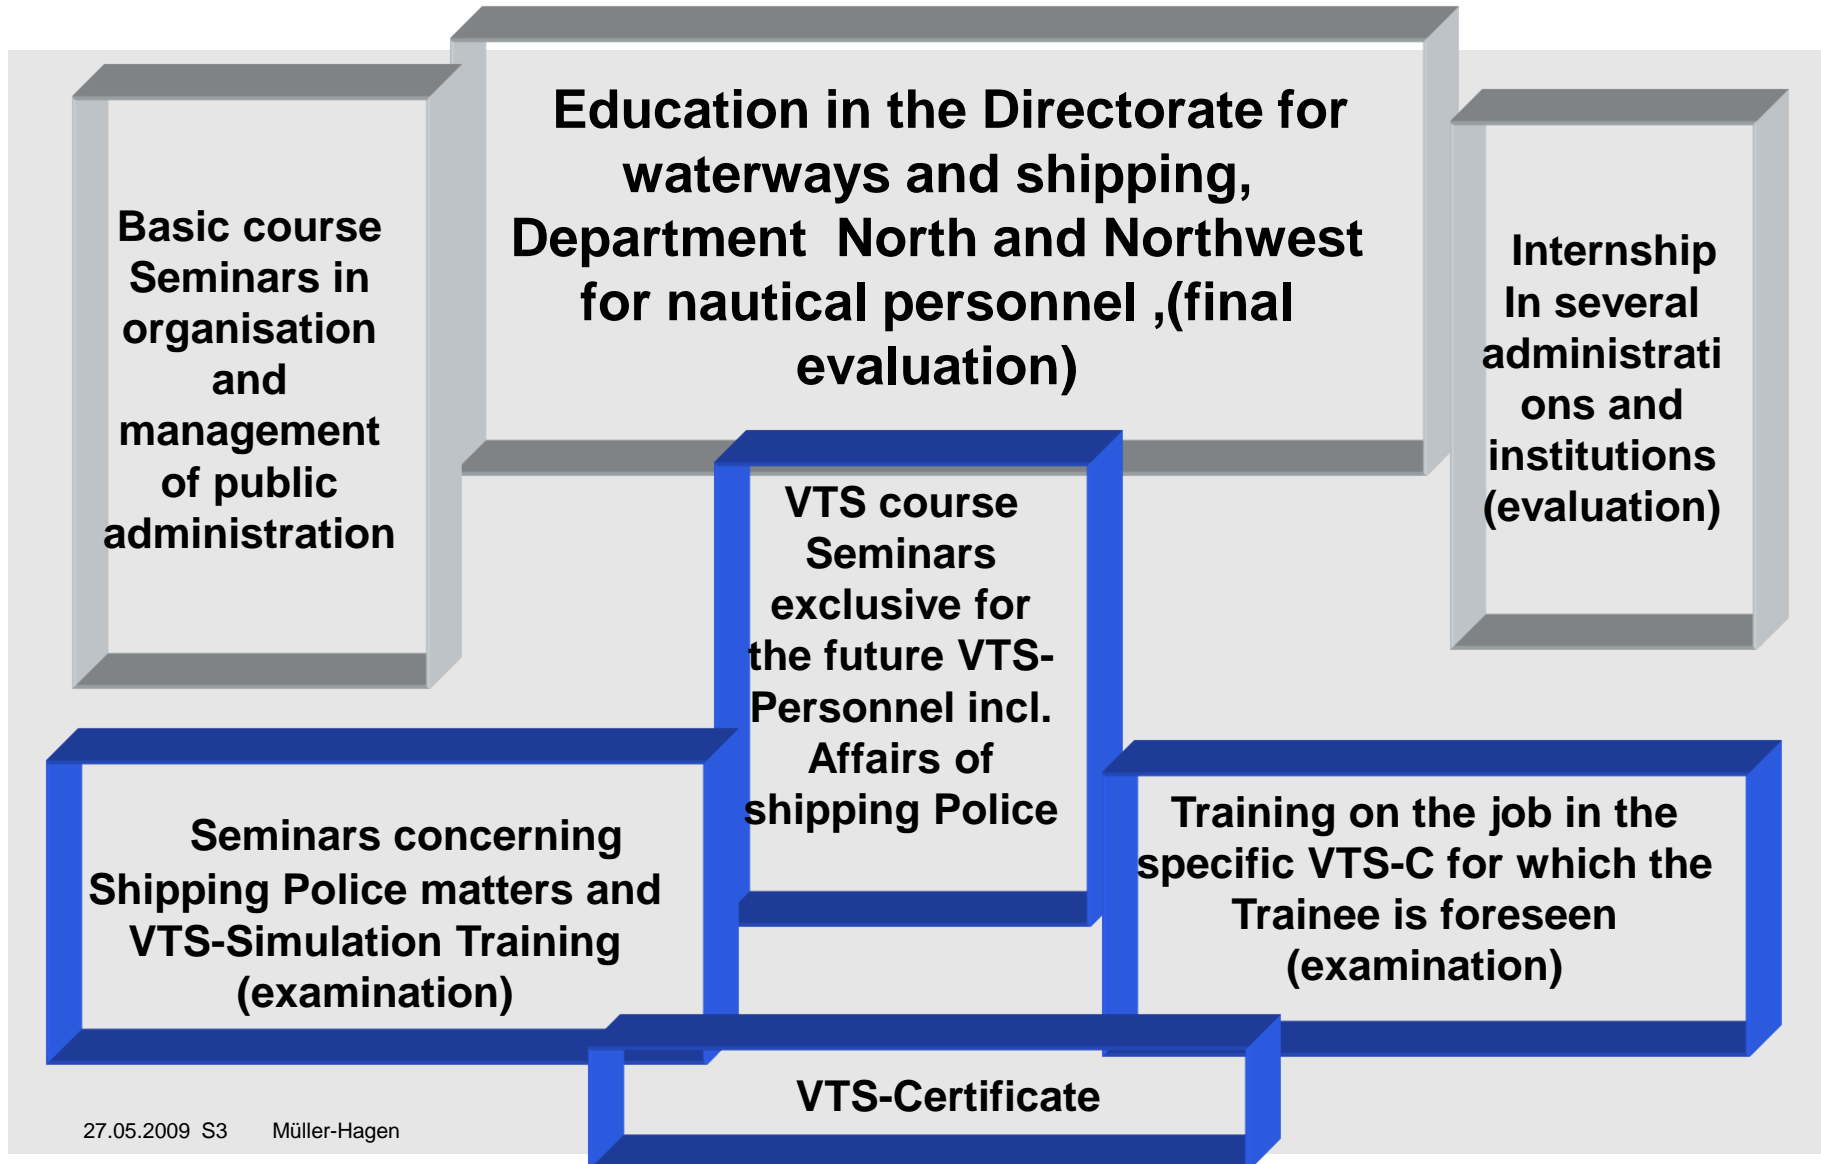 Education in the Directorate for
waterways and shipping,
Department North and Northwest
for nautical personnel ,(final
evaluation)
Basic course
Seminars in
organisation
and
management
of public
administration
Internship
In several
administrati
ons and
institutions
(evaluation)
VTS course
Seminars
exclusive for
the future VTS-
Personnel incl.
Affairs of
shipping Police
Seminars concerning
Shipping Police matters and
VTS-Simulation Training
(examination)
Training on the job in the
specific VTS-C for which the
Trainee is foreseen
(examination)
VTS-Certificate
27.05.2009 S3 Müller-Hagen